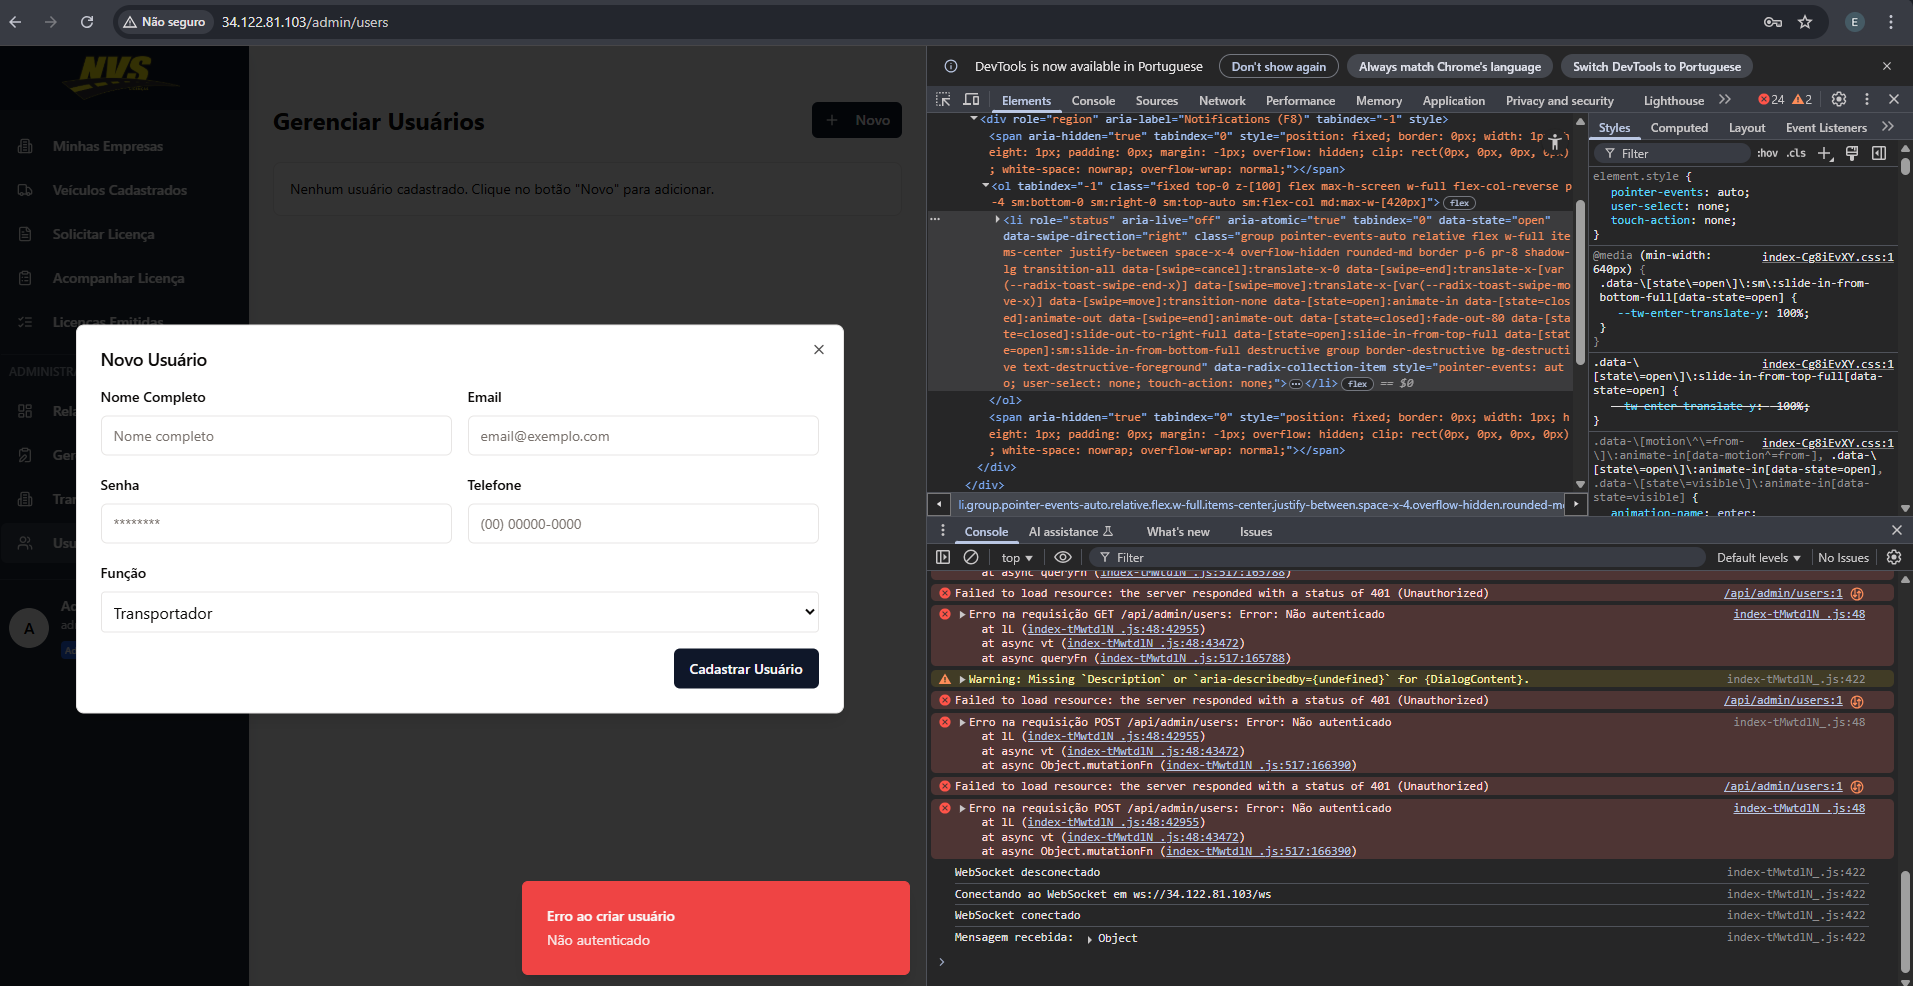 Não seguro
34.122.81.103/admin/users
E
NVS
Minhas Empresas
Veículos Cadastrados
Solicitar Licença
Acompanhar Licença
Licenças Emitidas
ADMINISTRA
Rela
Ger
Tran
Usu
A
Ad
adm
Ad
Gerenciar Usuários
Novo
Nenhum usuário cadastrado. Clique no botão "Novo" para adicionar.
Novo Usuário
Nome Completo
Email
Nome completo
email@exemplo.com
Senha
Telefone
********
(00) 00000-0000
Função
Transportador
Cadastrar Usuário
Erro ao criar usuário
Não autenticado
DevTools is now available in Portuguese
Don't show again
Always match Chrome's language
Switch DevTools to Portuguese
Elements
Console
Sources
Network
Performance
Memory
Application
Privacy and security
Lighthouse
24
2
<div role="region" aria-label="Notifications (F8)" tabindex="-1" style>
<span aria-hidden="true" tabindex="0" style="position: fixed; border: 0px; width: 1px; h
eight: 1px; padding: 0px; margin: -1px; overflow: hidden; clip: rect(0px, 0px, 0px, 0px)
; white-space: nowrap; overflow-wrap: normal;"></span>
<ol tabindex="-1" class="fixed top-0 z-[100] flex max-h-screen w-full flex-col-reverse p
-4 sm:bottom-0 sm:right-0 sm:top-auto sm:flex-col md:max-w-[420px]"> flex
<li role="status" aria-live="off" aria-atomic="true" tabindex="0" data-state="open"
data-swipe-direction="right" class="group pointer-events-auto relative flex w-full ite
ms-center justify-between space-x-4 overflow-hidden rounded-md border p-6 pr-8 shadow-
lg transition-all data-[swipe=cancel]:translate-x-0 data-[swipe=end]:translate-x-[var
(--radix-toast-swipe-end-x)] data-[swipe=move]:translate-x-[var(--radix-toast-swipe-mo
ve-x)] data-[swipe=move]:transition-none data-[state=open]:animate-in data-[state=clos
ed]:animate-out data-[swipe=end]:animate-out data-[state=closed]:fade-out-80 data-[sta
te=closed]:slide-out-to-right-full data-[state=open]:slide-in-from-top-full data-[stat
e=open]:sm:slide-in-from-bottom-full destructive group border-destructive bg-destructi
ve text-destructive-foreground" data-radix-collection-item style="pointer-events: aut
o; user-select: none; touch-action: none;">…</li> flex == $0
</ol>
<span aria-hidden="true" tabindex="0" style="position: fixed; border: 0px; width: 1px; h
eight: 1px; padding: 0px; margin: -1px; overflow: hidden; clip: rect(0px, 0px, 0px, 0px)
; white-space: nowrap; overflow-wrap: normal;"></span>
</div>
</div>
li.group.pointer-events-auto.relative.flex.w-full.items-center.justify-between.space-x-4.overflow-hidden.rounded-m
Styles
Computed
Layout
Event Listeners
Filter
:hov
.cls
element.style {
pointer-events: auto;
user-select: none;
touch-action: none;
}
@media (min-width:
index-Cg8iEvXY.css:1
640px) {
.data-\[state\=open\]\:sm\:slide-in-from-
bottom-full[data-state=open] {
--tw-enter-translate-y: 100%;
}
}
.data-\
index-Cg8iEvXY.css:1
[state\=open\]\:slide-in-from-top-full[data-
state=open] {
--tw-enter-translate-y: -100%;
}
.data-\[motion\^\=from-
index-Cg8iEvXY.css:1
\]\:animate-in[data-motion^=from-], .data-\
[state\=open\]\:animate-in[data-state=open],
.data-\[state\=visible\]\:animate-in[data-
state=visible] {
animation-name: enter;
Console
AI assistance
What's new
Issues
top
Filter
Default levels
No Issues
at async queryFn (index-tMwtdlN_.js:517:165788)
Failed to load resource: the server responded with a status of 401 (Unauthorized)
/api/admin/users:1
Erro na requisição GET /api/admin/users: Error: Não autenticado
index-tMwtdlN_.js:48
at lL (index-tMwtdlN_.js:48:42955)
at async vt (index-tMwtdlN_.js:48:43472)
at async queryFn (index-tMwtdlN_.js:517:165788)
Warning: Missing `Description` or `aria-describedby={undefined}` for {DialogContent}.
index-tMwtdlN_.js:422
Failed to load resource: the server responded with a status of 401 (Unauthorized)
/api/admin/users:1
Erro na requisição POST /api/admin/users: Error: Não autenticado
index-tMwtdlN_.js:48
at lL (index-tMwtdlN_.js:48:42955)
at async vt (index-tMwtdlN_.js:48:43472)
at async Object.mutationFn (index-tMwtdlN_.js:517:166390)
Failed to load resource: the server responded with a status of 401 (Unauthorized)
/api/admin/users:1
Erro na requisição POST /api/admin/users: Error: Não autenticado
index-tMwtdlN_.js:48
at lL (index-tMwtdlN_.js:48:42955)
at async vt (index-tMwtdlN_.js:48:43472)
at async Object.mutationFn (index-tMwtdlN_.js:517:166390)
WebSocket desconectado
index-tMwtdlN_.js:422
Conectando ao WebSocket em ws://34.122.81.103/ws
index-tMwtdlN_.js:422
WebSocket conectado
index-tMwtdlN_.js:422
Mensagem recebida: Object
index-tMwtdlN_.js:422